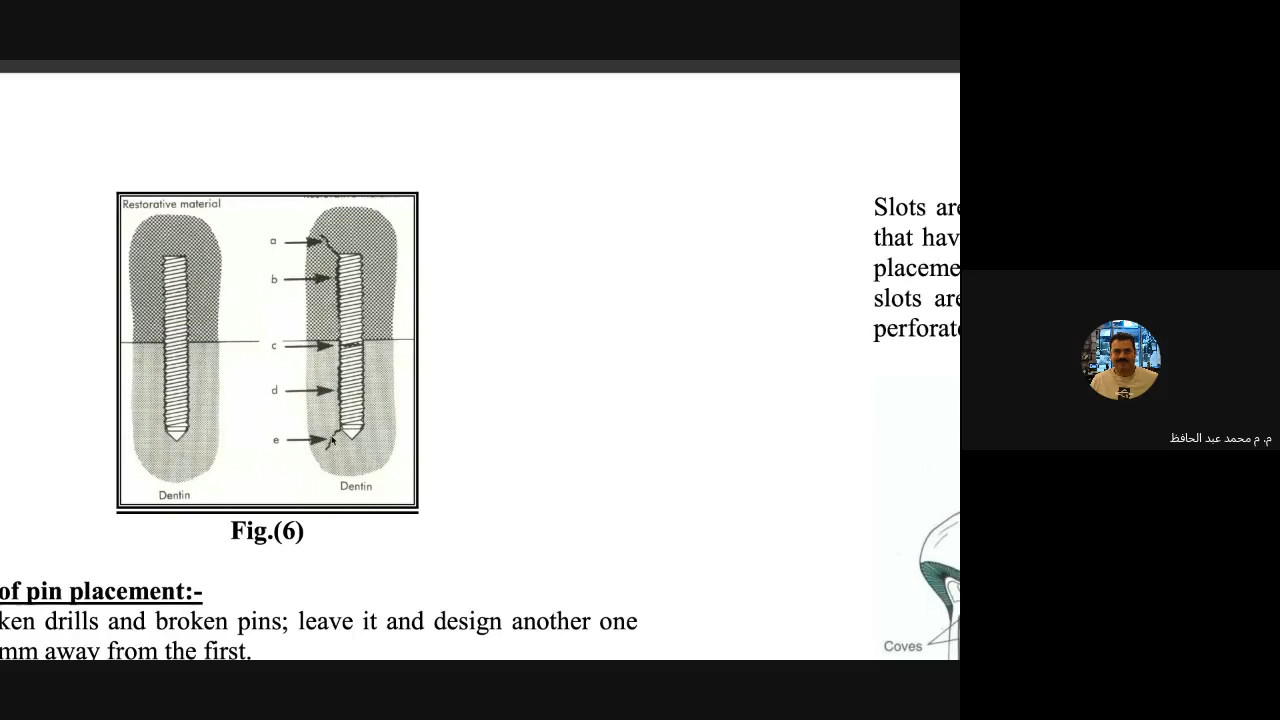 Restorative material
a
b
c
d
e
Dentin
Dentin
Fig.(6)
of pin placement:-
ken drills and broken pins; leave it and design another one
mm away from the first.
Slots are
that hav
placeme
slots are
perforat
Coves
م. م محمد عبد الحافظ